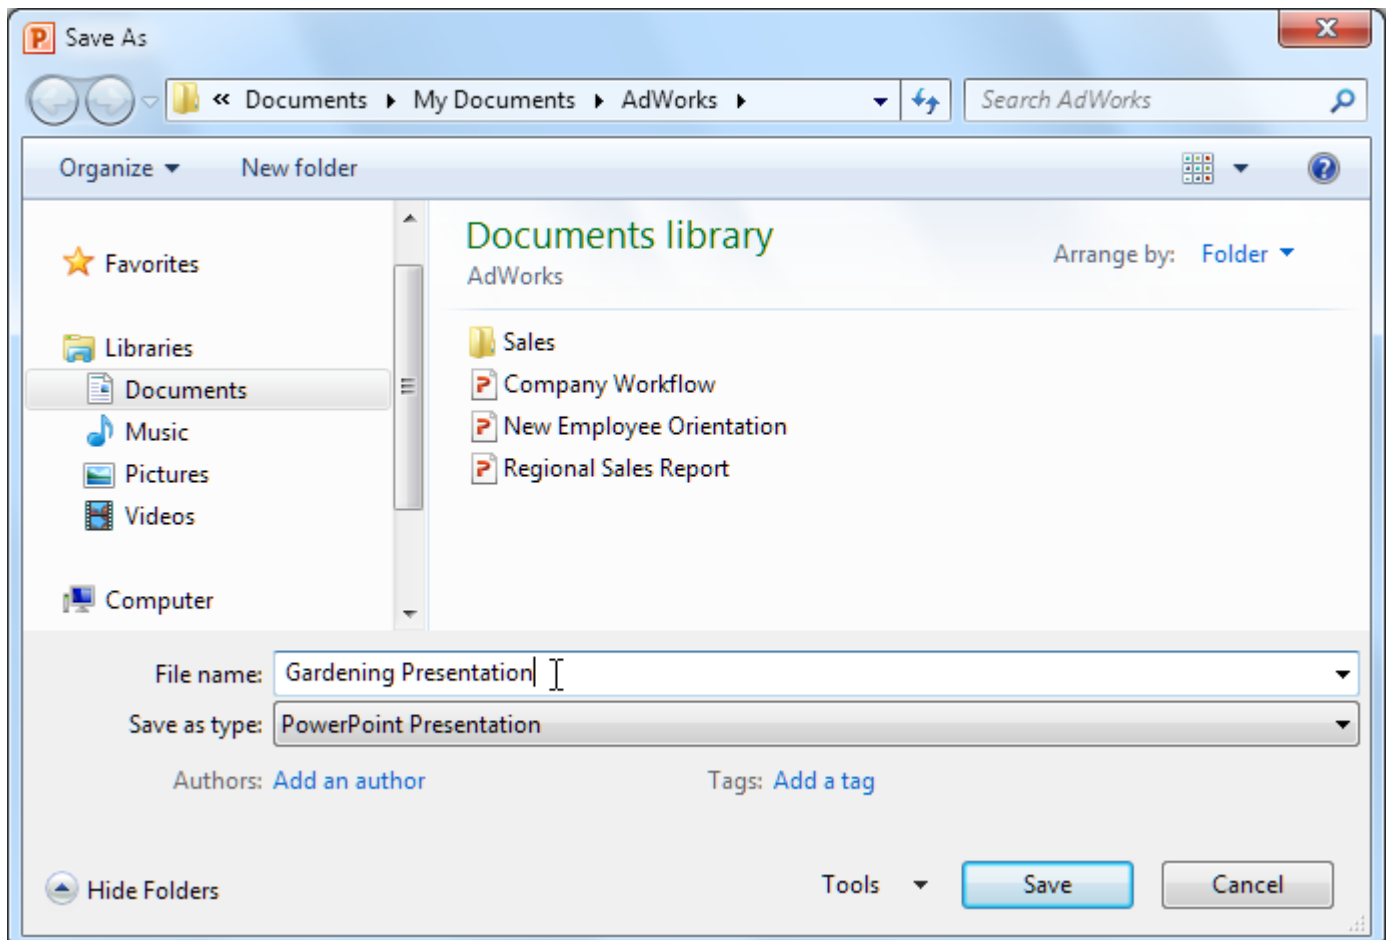 Save As
« Documents My Documents AdWorks Search AdWorks
Organize New folder
Documents library
AdWorks
Arrange by: Folder
Favorites
Libraries
Documents
Music
Pictures
Videos
Computer
Sales
Company Workflow
New Employee Orientation
Regional Sales Report
File name: Gardening Presentation
Save as type: PowerPoint Presentation
Authors: Add an author Tags: Add a tag
Hide Folders Tools Save Cancel